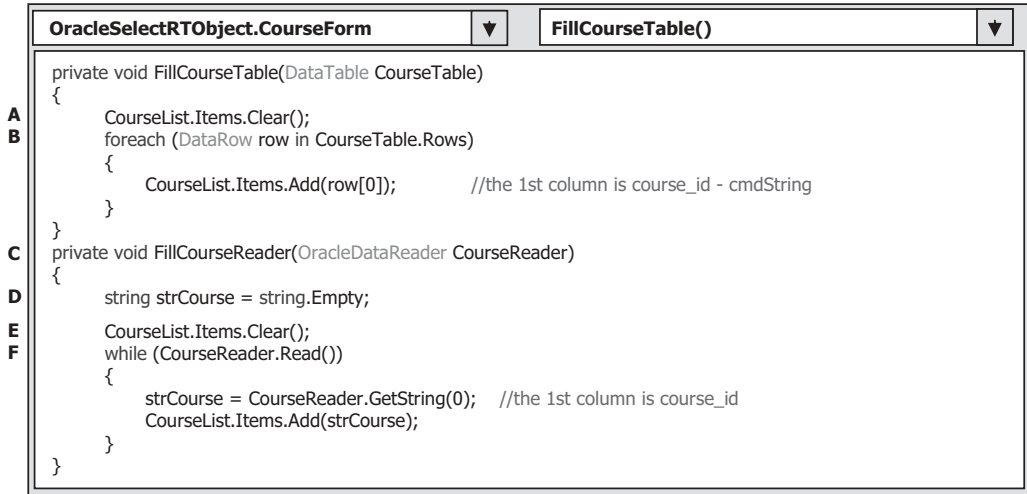 OracleSelectRTObject.CourseForm FillCourseTable()
private void FillCourseTable(DataTable CourseTable)
{
A CourseList.Items.Clear();
B foreach (DataRow row in CourseTable.Rows)
{
CourseList.Items.Add(row[0]); //the 1st column is course_id - cmdString
}
}
C private void FillCourseReader(OracleDataReader CourseReader)
{
D string strCourse = string.Empty;
E CourseList.Items.Clear();
F while (CourseReader.Read())
{
strCourse = CourseReader.GetString(0); //the 1st column is course_id
CourseList.Items.Add(strCourse);
}
}